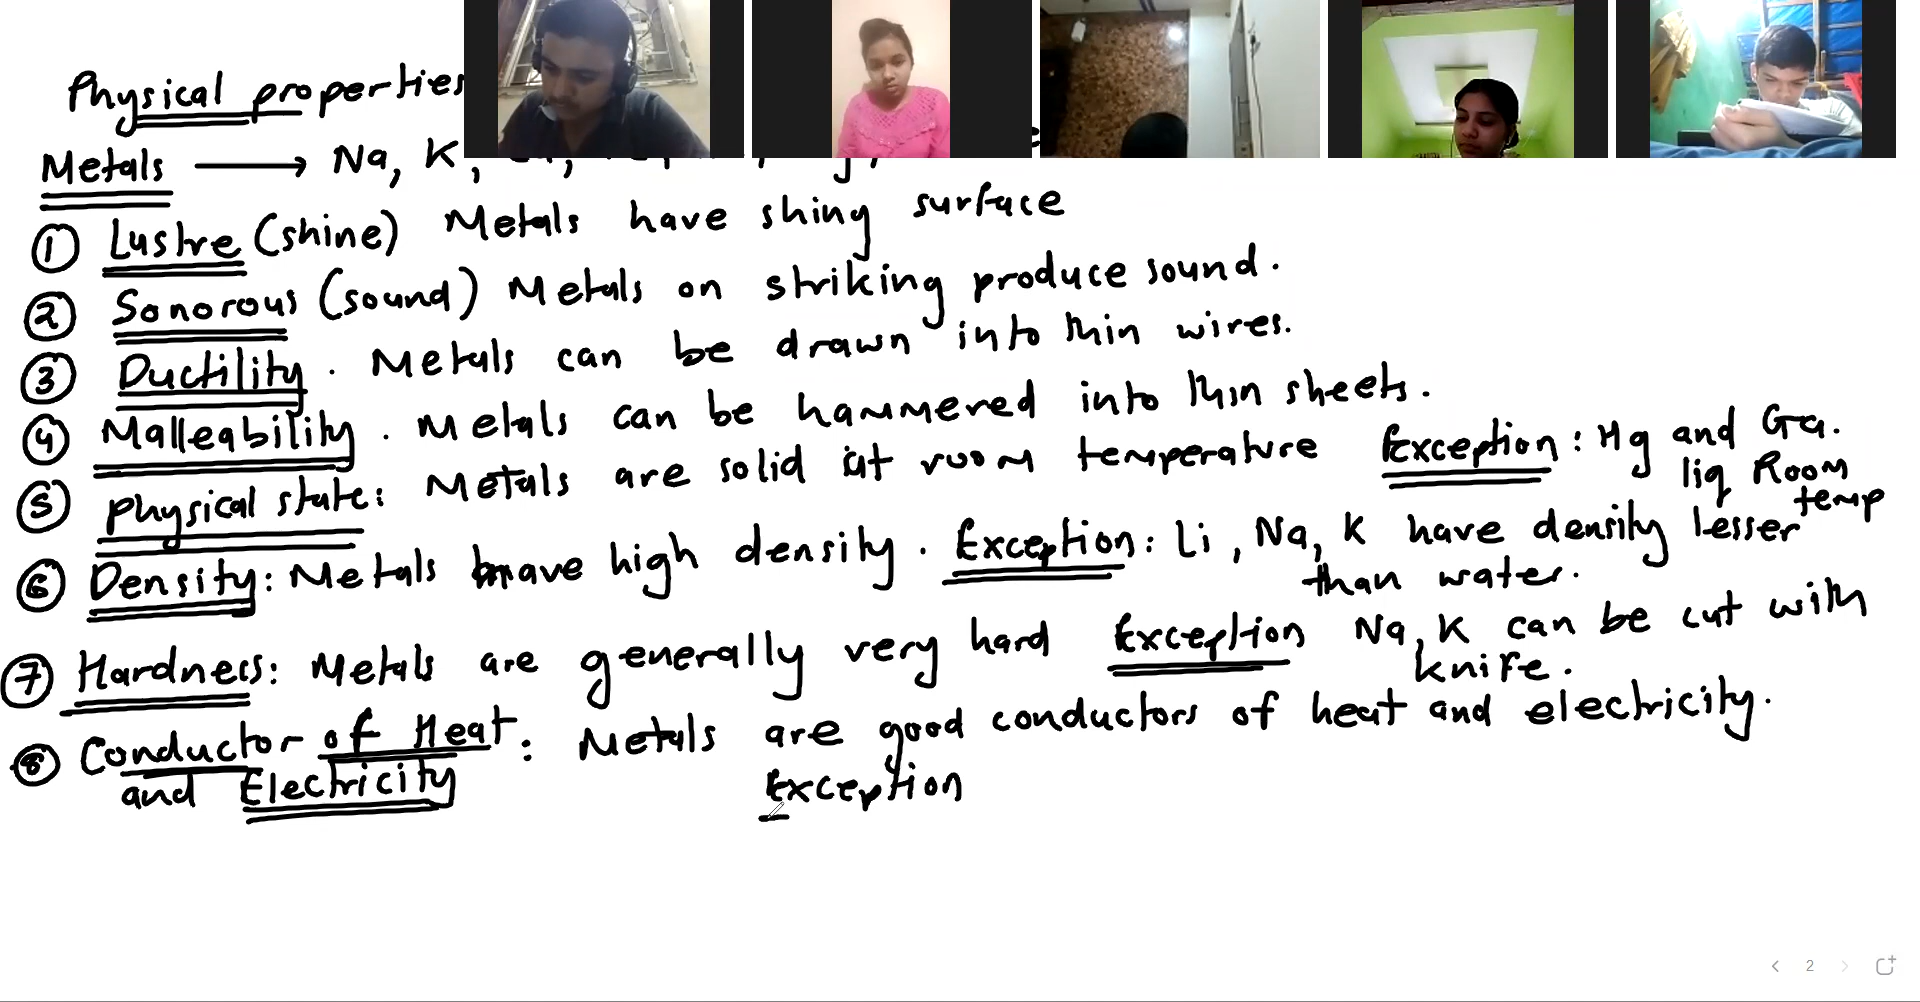 Physical properties
Metals → Na, K,
① Lustre (shine) Metals have shing surface
② Sonorous (sound) Metals on striking produce sound.
③ Ductility. Metals can be drawn into thin wires.
④ Malleability. Metals can be hammered into thin sheets.
⑤ Physical state: Metals are solid at room temperature Exception: Hg and Ga.
liq Room
temp
⑥ Density: Metals have high density. Exception: Li, Na, K have density lesser
than water.
⑦ Hardness: Metals are generally very hard Exception Na, K can be cut with
knife.
⑧ Conductor of Heat: Metals are good conductors of heat and electricity.
and Electricity Exception
2